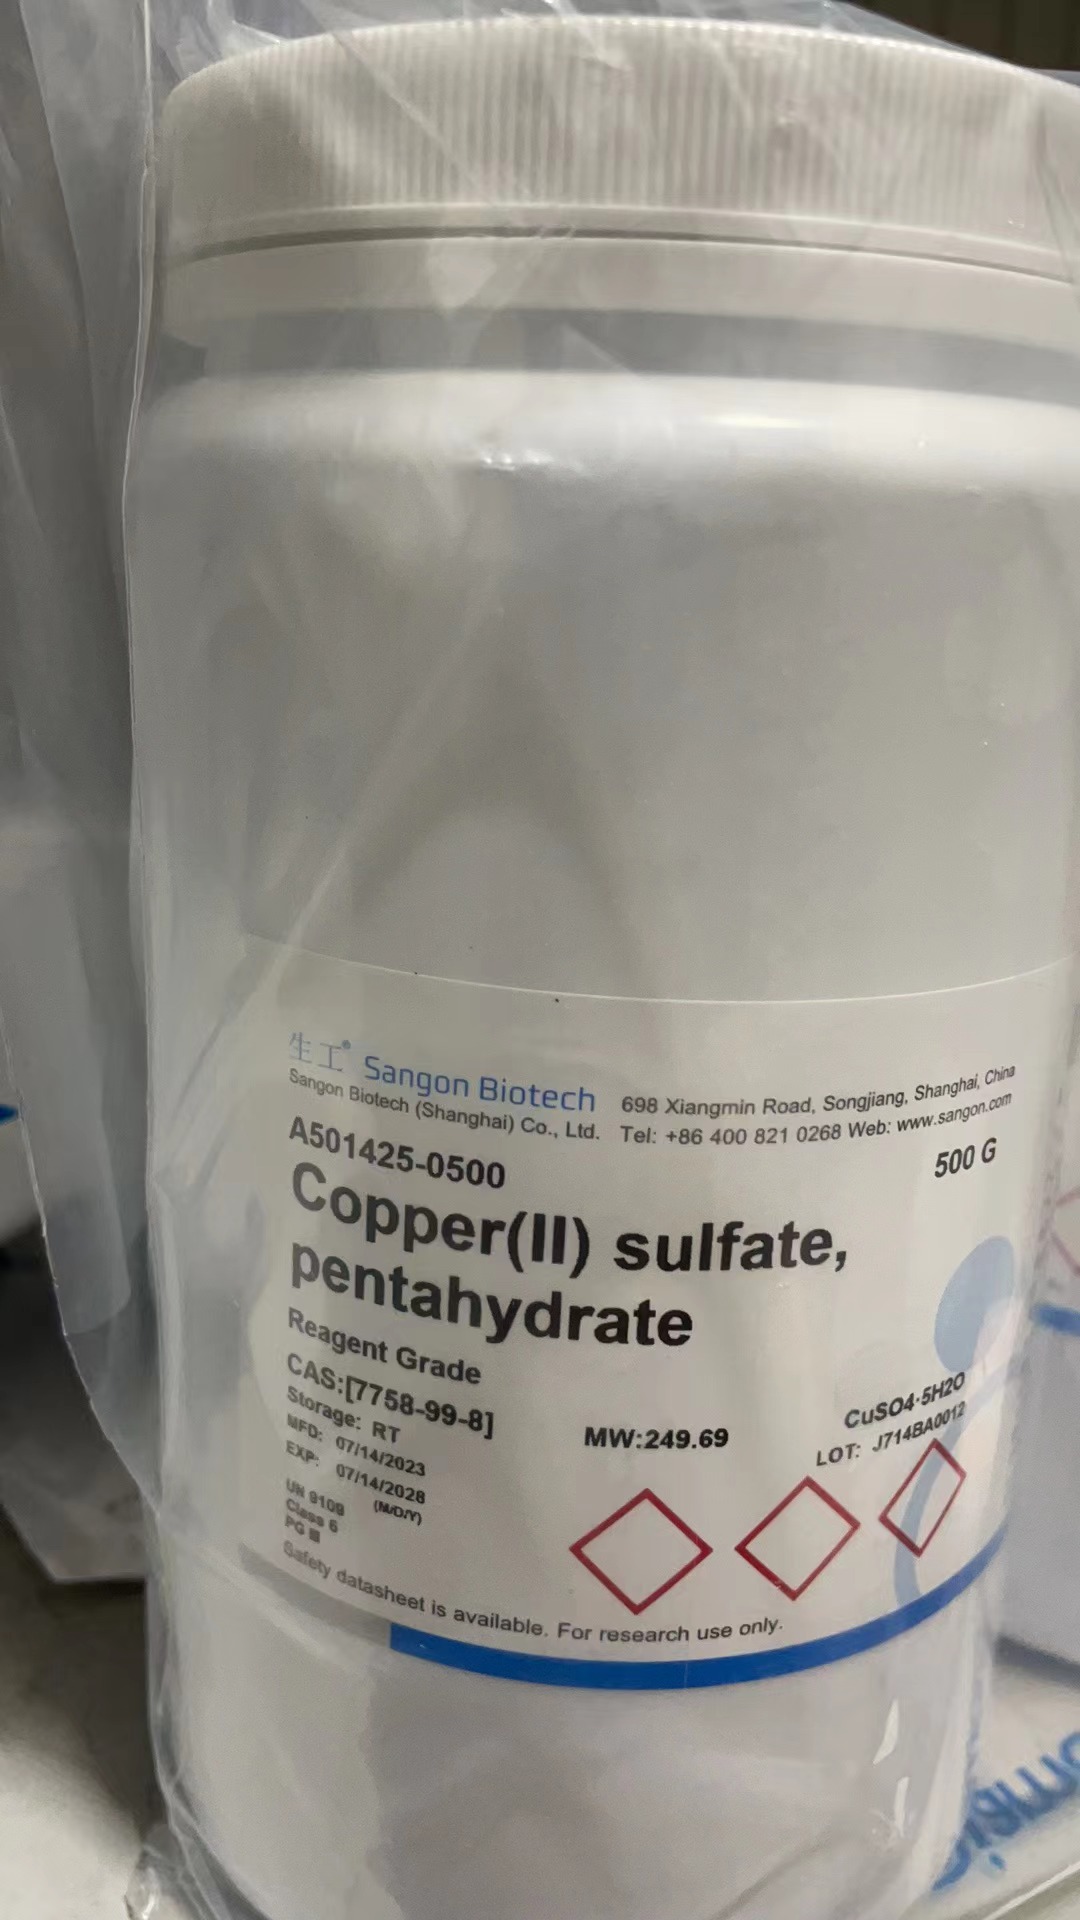 生工® Sangon Biotech
Sangon Biotech (Shanghai) Co., Ltd.
698 Xiangmin Road, Songjiang, Shanghai, China
Tel: +86 400 821 0268 Web: www.sangon.com
A501425-0500
500 G
Copper(II) sulfate,
pentahydrate
Reagent Grade
CAS:[7758-99-8]
MW:249.69
CuSO4·5H2O
Storage: RT
LOT: J714BA0012
MFD: 07/14/2023
EXP: 07/14/2028
(M/D/Y)
UN 9109
Class 6
PG III
Safety datasheet is available. For research use only.